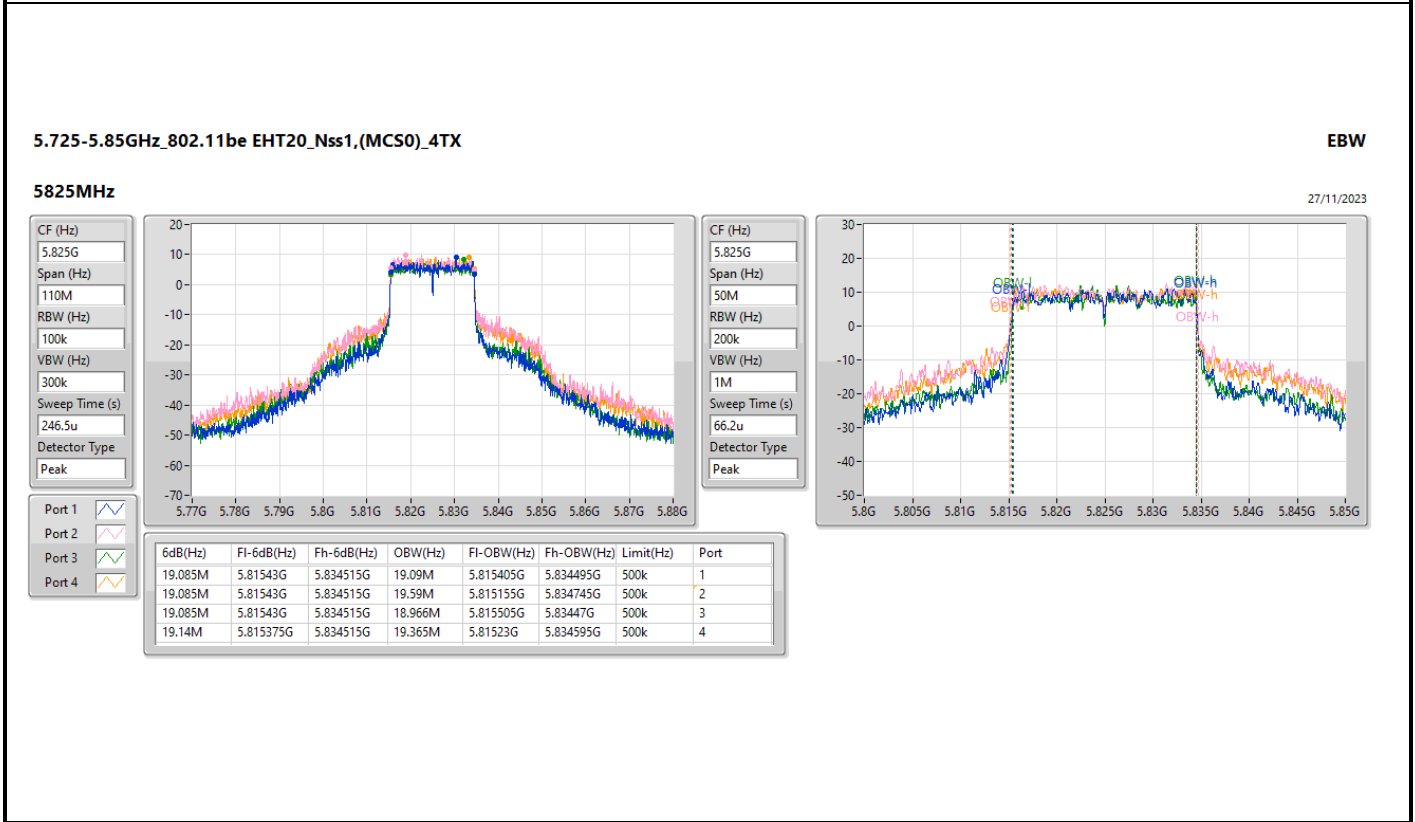 5.725-5.85GHz_802.11be EHT20_Nss1,(MCS0)_4TX
EBW
5825MHz
27/11/2023
CF (Hz)
5.825G
Span (Hz)
110M
RBW (Hz)
100k
VBW (Hz)
300k
Sweep Time (s)
246.5u
Detector Type
Peak
20
10
0
-10
-20
-30
-40
-50
-60
-70
5.77G 5.78G 5.79G 5.8G 5.81G 5.82G 5.83G 5.84G 5.85G 5.86G 5.87G 5.88G
CF (Hz)
5.825G
Span (Hz)
50M
RBW (Hz)
200k
VBW (Hz)
1M
Sweep Time (s)
66.2u
Detector Type
Peak
30
20
10
0
-10
-20
-30
-40
-50
OBW-h
OBW-h
5.8G 5.805G 5.81G 5.815G 5.82G 5.825G 5.83G 5.835G 5.84G 5.845G 5.85G
Port 1
Port 2
Port 3
Port 4
6dB(Hz) Fl-6dB(Hz) Fh-6dB(Hz) OBW(Hz) Fl-OBW(Hz) Fh-OBW(Hz) Limit(Hz) Port
19.085M 5.81543G 5.834515G 19.09M 5.815405G 5.834495G 500k 1
19.085M 5.81543G 5.834515G 19.59M 5.815155G 5.834745G 500k 2
19.085M 5.81543G 5.834515G 18.966M 5.815505G 5.83447G 500k 3
19.14M 5.815375G 5.834515G 19.365M 5.81523G 5.834595G 500k 4